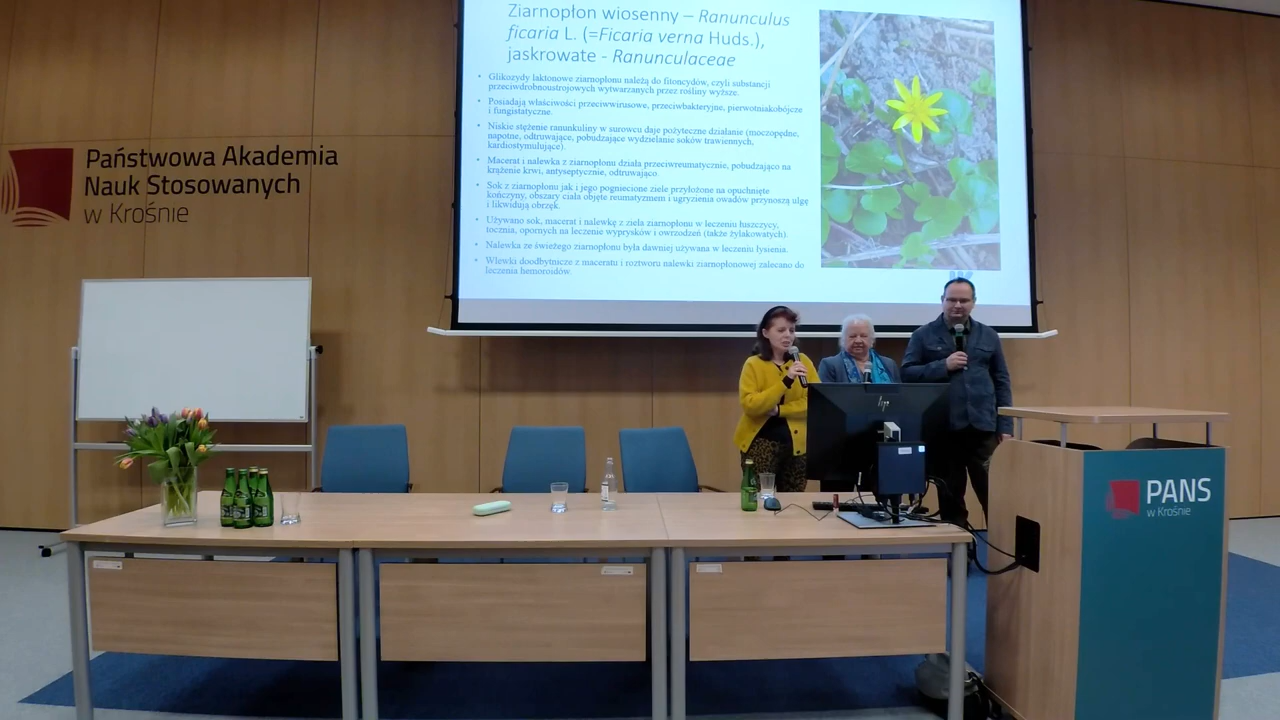 Ziarnopłon wiosenny – Ranunculus
ficaria L. (=Ficaria verna Huds.),
jaskrowate - Ranunculaceae
• Glikozydy laktonowe ziarnopłonu należą do fitoncydów, czyli substancji
przeciwdrobnoustrojowych wytwarzanych przez rośliny wyższe.
• Posiadają właściwości przeciwwirusowe, przeciwbakteryjne, pierwotniakobójcze
i fungistatyczne.
• Niskie stężenie ranunkuliny w surowcu daje pożyteczne działanie (moczopędne,
napotne, odtruwające, pobudzające wydzielanie soków trawiennych,
kardiostymulujące).
• Macerat i nalewka z ziarnopłonu działa przeciwreumatycznie, pobudzająco na
krążenie krwi, antyseptycznie, odtruwająco.
• Sok z ziarnopłonu jak i jego pogniecione ziele przyłożone na opuchnięte
kończyny, obszary ciała objęte reumatyzmem i ugryzienia owadów przynoszą ulgę
i likwidują obrzęk.
• Używano sok, macerat i nalewkę z ziela ziarnopłonu w leczeniu łuszczycy,
tocznia, opornych na leczenie wyprysków i owrzodzeń (także żylakowatych).
• Nalewka ze świeżego ziarnopłonu była dawniej używana w leczeniu łysienia.
• Wlewki doodbytnicze z maceratu i roztworu nalewki ziarnopłonowej zalecano do
leczenia hemoroidów
Państwowa Akademia
Nauk Stosowanych
w Krośnie
hp
PANS
w Krośnie